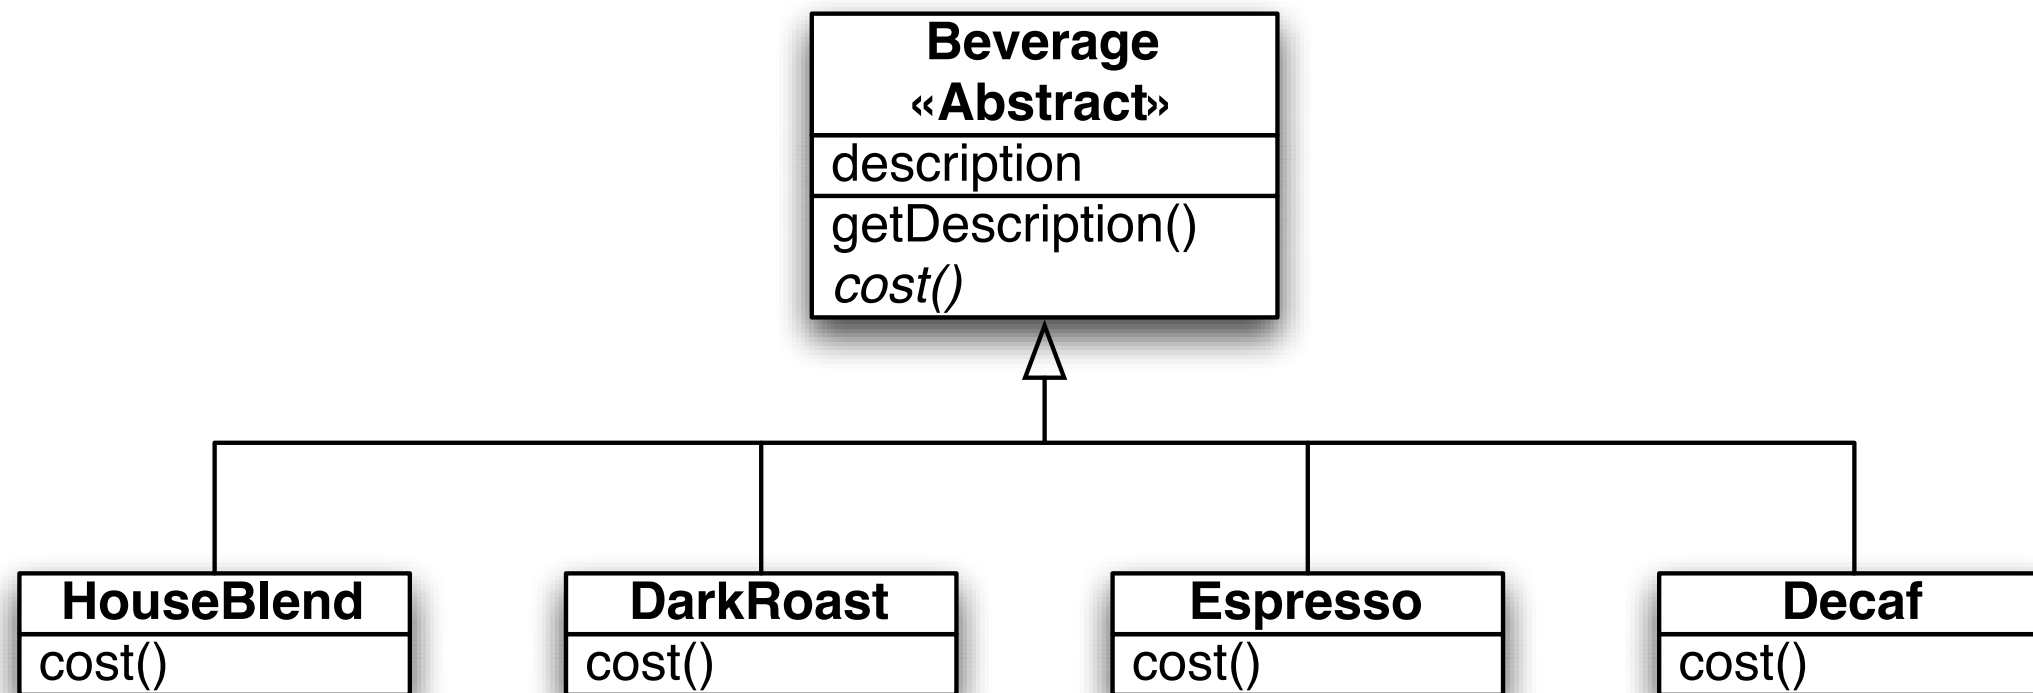 Beverage
«Abstract»
description
getDescription()
cost()
HouseBlend
cost()
DarkRoast
cost()
Espresso
cost()
Decaf
cost()